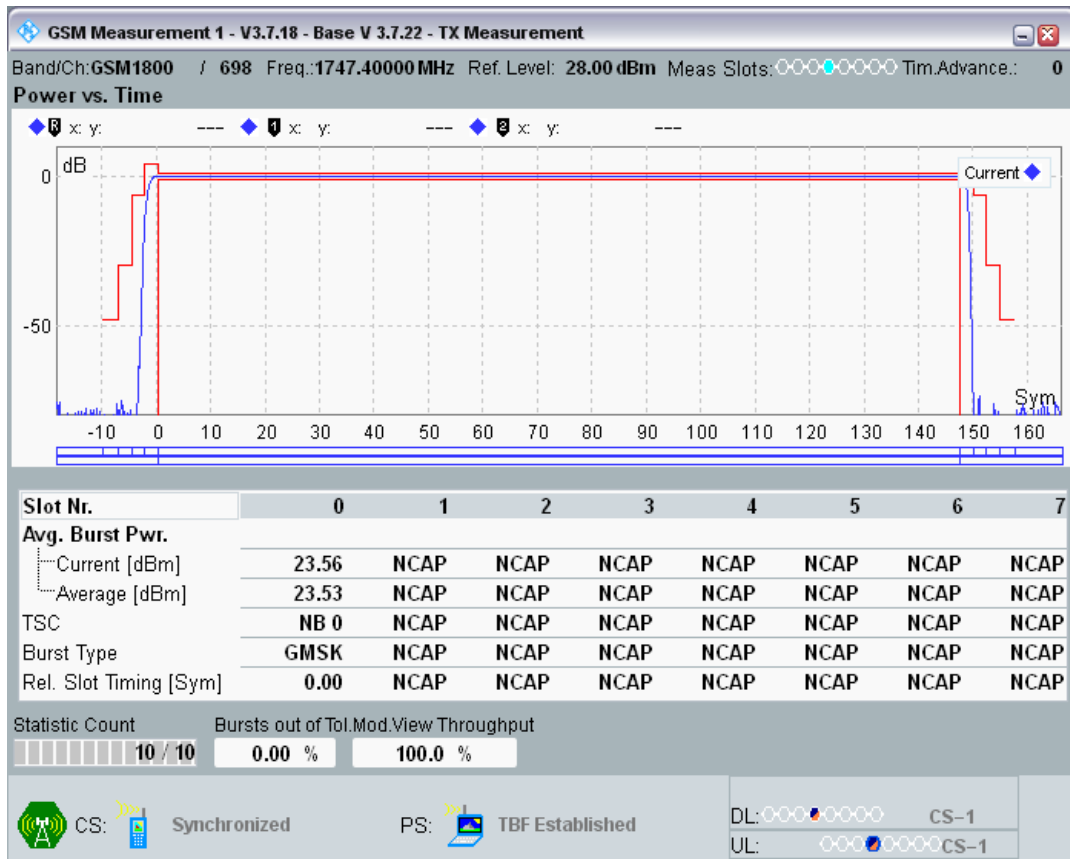 GSM Measurement 1 - V3.7.18 - Base V 3.7.22 - TX Measurement
Band/Ch:GSM1800 / 698 Freq.:1747.40000 MHz Ref. Level: 28.00 dBm Meas Slots: Tim.Advance.: 0
Power vs. Time
R x: y: --- 1 x: y: --- 2 x: y: ---
dB
Current
0
-50
Sym
-10 0 10 20 30 40 50 60 70 80 90 100 110 120 130 140 150 160
Slot Nr. 0 1 2 3 4 5 6 7
Avg. Burst Pwr.
Current [dBm] 23.56 NCAP NCAP NCAP NCAP NCAP NCAP NCAP
Average [dBm] 23.53 NCAP NCAP NCAP NCAP NCAP NCAP NCAP
TSC NB 0 NCAP NCAP NCAP NCAP NCAP NCAP NCAP
Burst Type GMSK NCAP NCAP NCAP NCAP NCAP NCAP NCAP
Rel. Slot Timing [Sym] 0.00 NCAP NCAP NCAP NCAP NCAP NCAP NCAP
Statistic Count Bursts out of Tol.Mod.View Throughput
10 / 10 0.00 % 100.0 %
CS: Synchronized PS: TBF Established
DL: CS-1
UL: CS-1